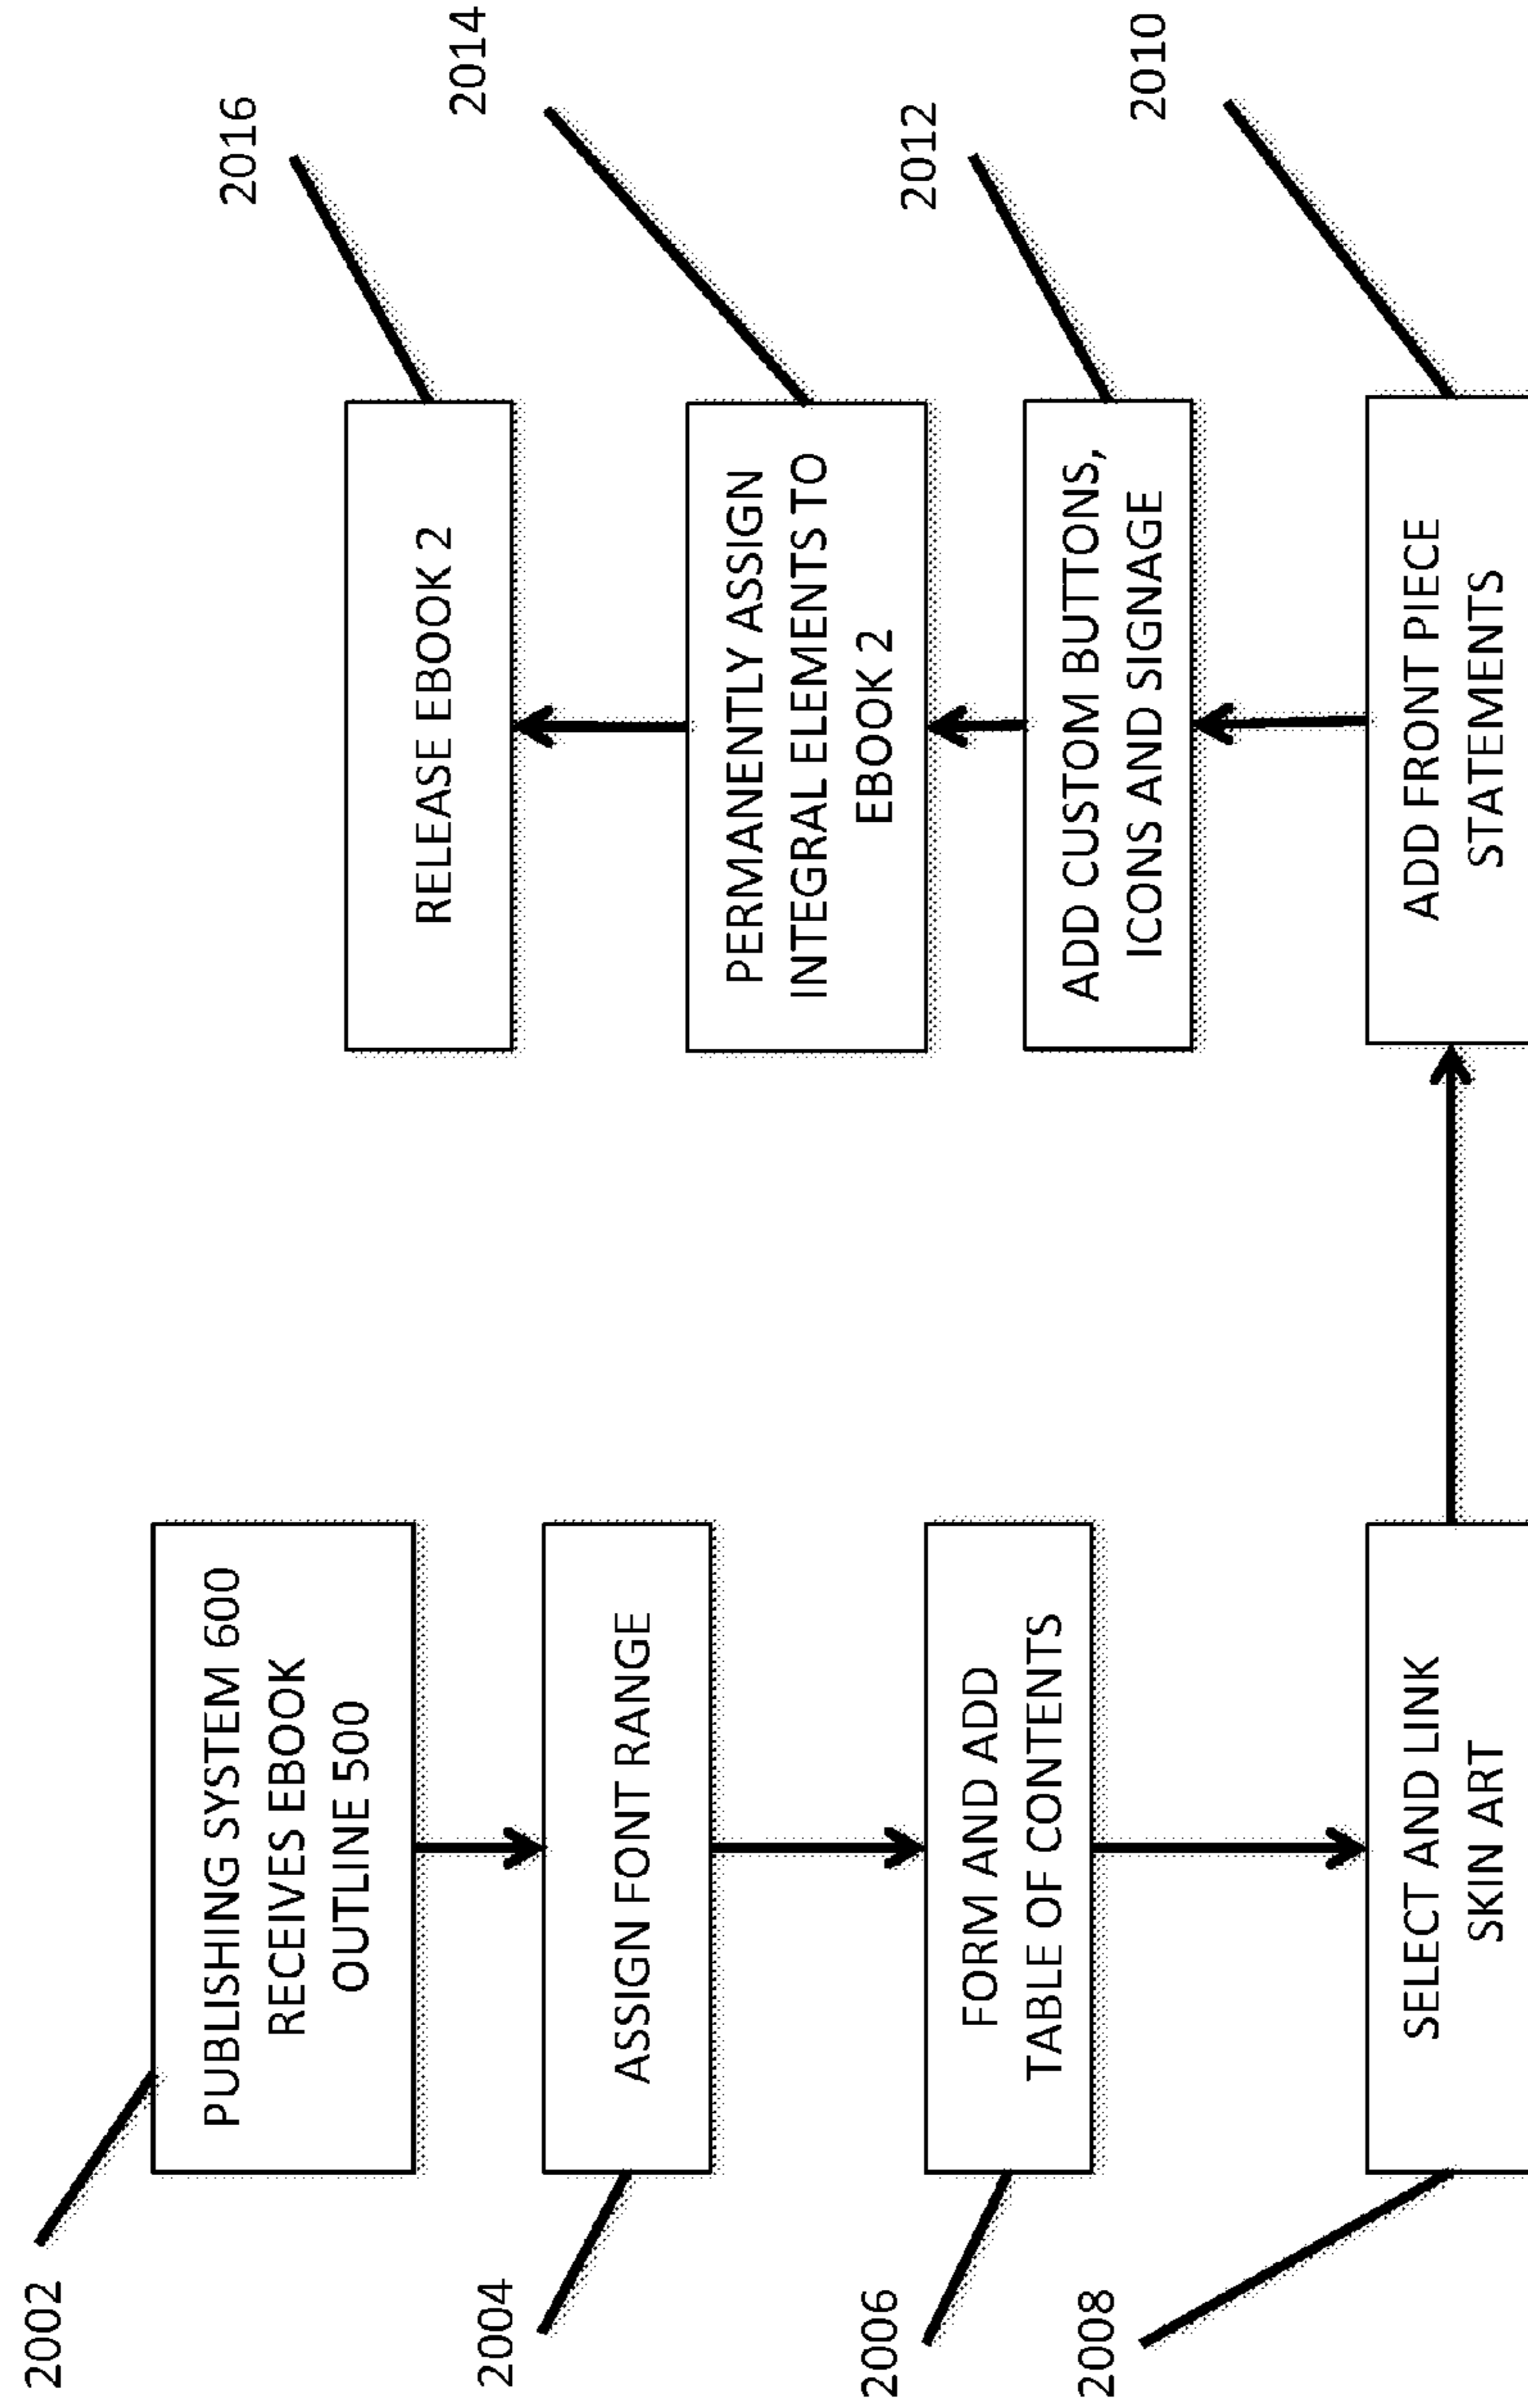 2002
PUBLISHING SYSTEM 600
RECEIVES EBOOK
OUTLINE 500
2004
ASSIGN FONT RANGE
2006
FORM AND ADD
TABLE OF CONTENTS
2008
SELECT AND LINK
SKIN ART
ADD FRONT PIECE
STATEMENTS
2010
ADD CUSTOM BUTTONS,
ICONS AND SIGNAGE
2012
PERMANENTLY ASSIGN
INTEGRAL ELEMENTS TO
EBOOK 2
2014
RELEASE EBOOK 2
2016